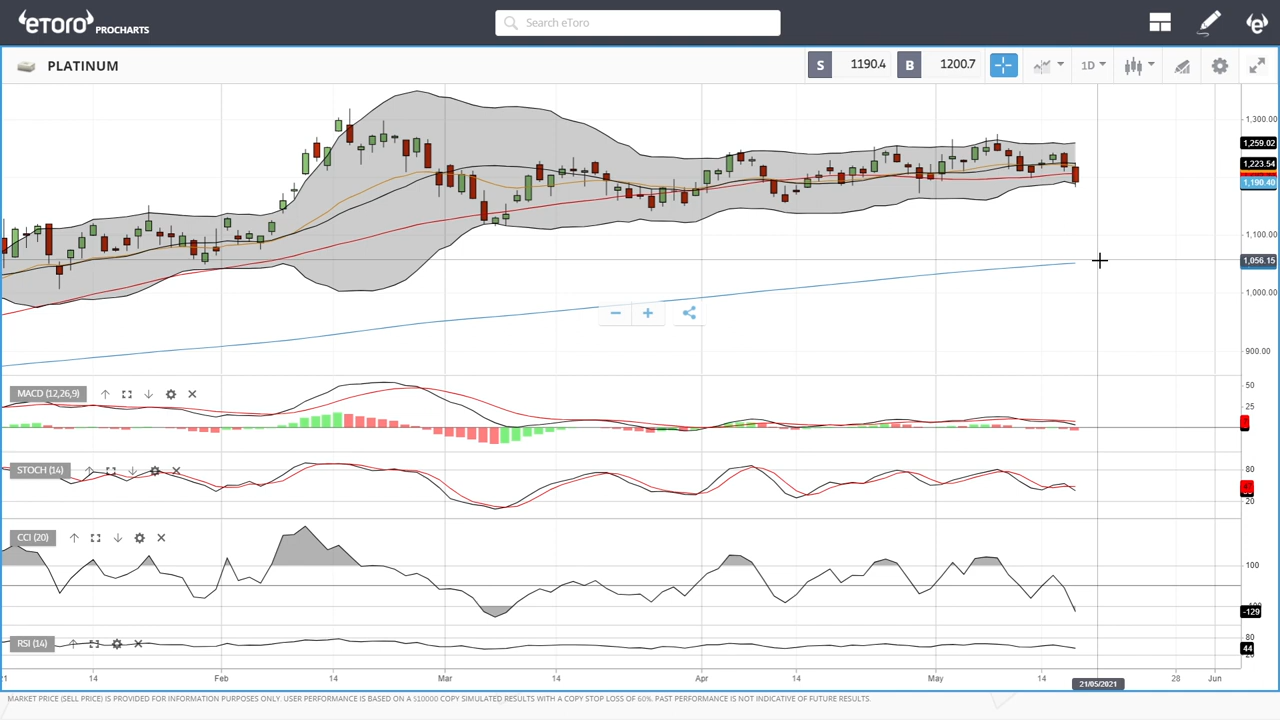 eToro PROCHARTS
Search eToro
PLATINUM
S 1190.4 B 1200.7
1D
1,300.00
1,259.02
1,223.54
1,190.40
1,100.00
1,056.15
1,000.00
900.00
MACD (12,26,9)
50
25
STOCH (14)
80
20
CCI (20)
100
-129
RSI (14)
80
44
21 14 Feb 14 Mar 14 Apr 14 May 14 28 Jun
21/05/2021
MARKET PRICE (SELL PRICE) IS PROVIDED FOR INFORMATION PURPOSES ONLY. USER PERFORMANCE IS BASED ON A $10000 COPY SIMULATED RESULTS WITH A COPY STOP LOSS OF 60%. PAST PERFORMANCE IS NOT INDICATIVE OF FUTURE RESULTS.